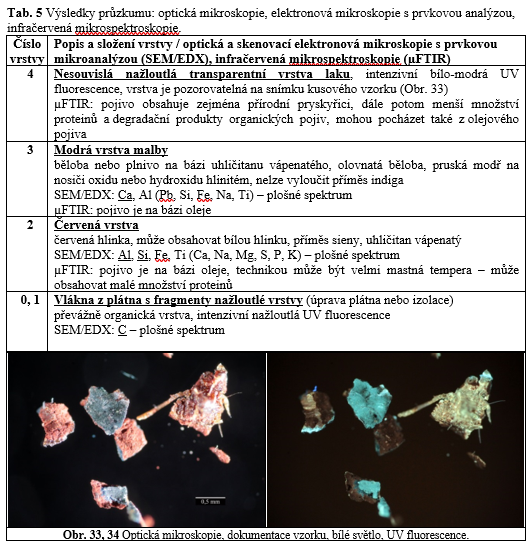 Tab. 5 Výsledky průzkumu: optická mikroskopie, elektronová mikroskopie s prvkovou analýzou,
infračervená mikrospektroskopie.
Číslo
vrstvy
Popis a složení vrstvy / optická a skenovací elektronová mikroskopie s prvkovou
mikroanalýzou (SEM/EDX), infračervená mikrospektroskopie (µFTIR)
4
Nesouvislá nažloutlá transparentní vrstva laku, intenzivní bílo-modrá UV
fluorescence, vrstva je pozorovatelná na snímku kusového vzorku (Obr. 33)
µFTIR: pojivo obsahuje zejména přírodní pryskyřici, dále potom menší množství
proteinů a degradační produkty organických pojiv, mohou pocházet také z olejového
pojiva
3
Modrá vrstva malby
běloba nebo plnivo na bázi uhličitanu vápenatého, olovnatá běloba, pruská modř na
nosiči oxidu nebo hydroxidu hlinitém, nelze vyloučit příměs indiga
SEM/EDX: Ca, Al (Pb, Si, Fe, Na, Ti) – plošné spektrum
µFTIR: pojivo je na bázi oleje
2
Červená vrstva
červená hlinka, může obsahovat bílou hlinku, příměs sieny, uhličitan vápenatý
SEM/EDX: Al, Si, Fe, Ti (Ca, Na, Mg, S, P, K) – plošné spektrum
µFTIR: pojivo je na bázi oleje, technikou může být velmi mastná tempera – může
obsahovat malé množství proteinů
0, 1
Vlákna z plátna s fragmenty nažloutlé vrstvy (úprava plátna nebo izolace)
převážně organická vrstva, intenzivní nažloutlá UV fluorescence
SEM/EDX: C – plošné spektrum
0,5 mm
Obr. 33, 34 Optická mikroskopie, dokumentace vzorku, bílé světlo, UV fluorescence.